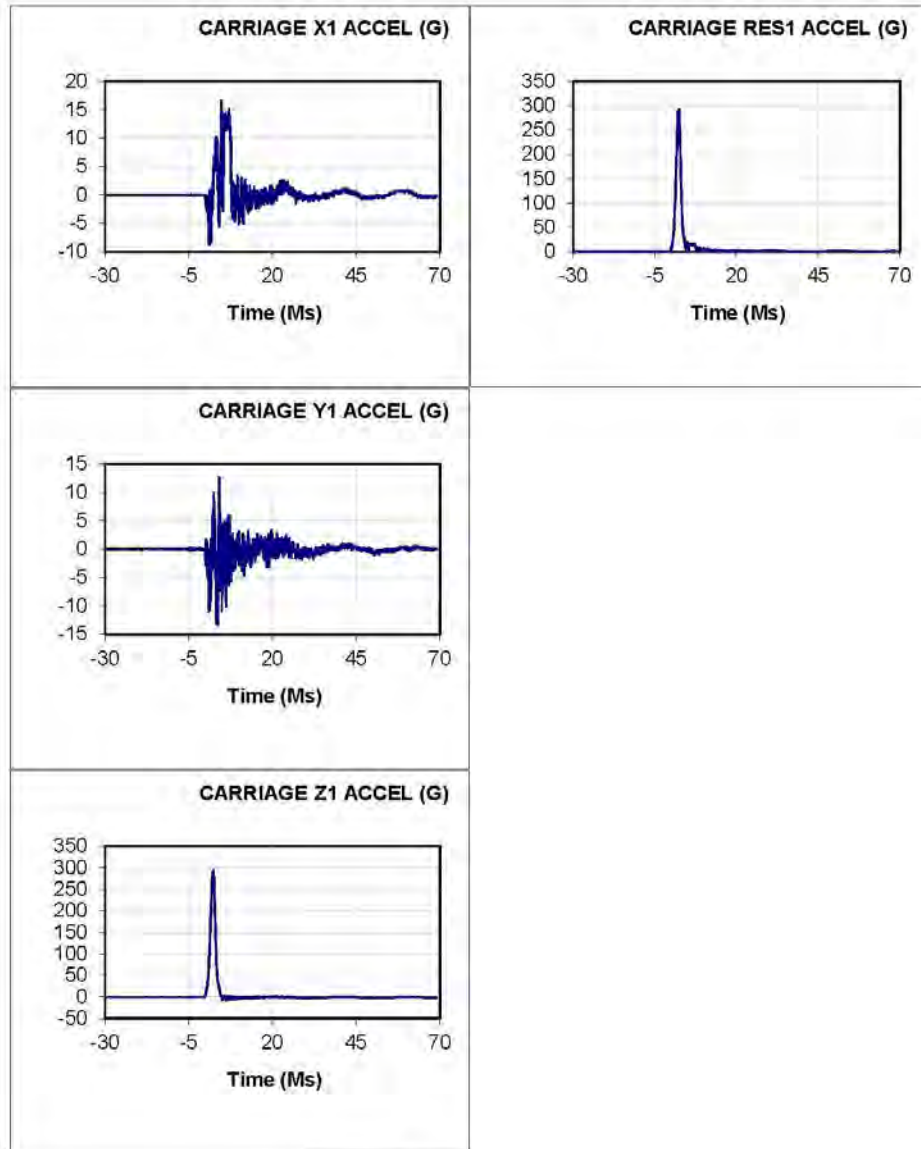 CARRIAGE X1 ACCEL (G)
20
15
10
5
0
-5
-10
-30 -5 20 45 70
Time (Ms)
CARRIAGE RES1 ACCEL (G)
350
300
250
200
150
100
50
0
-30 -5 20 45 70
Time (Ms)
CARRIAGE Y1 ACCEL (G)
15
10
5
0
-5
-10
-15
-30 -5 20 45 70
Time (Ms)
CARRIAGE Z1 ACCEL (G)
350
300
250
200
150
100
50
0
-50
-30 -5 20 45 70
Time (Ms)